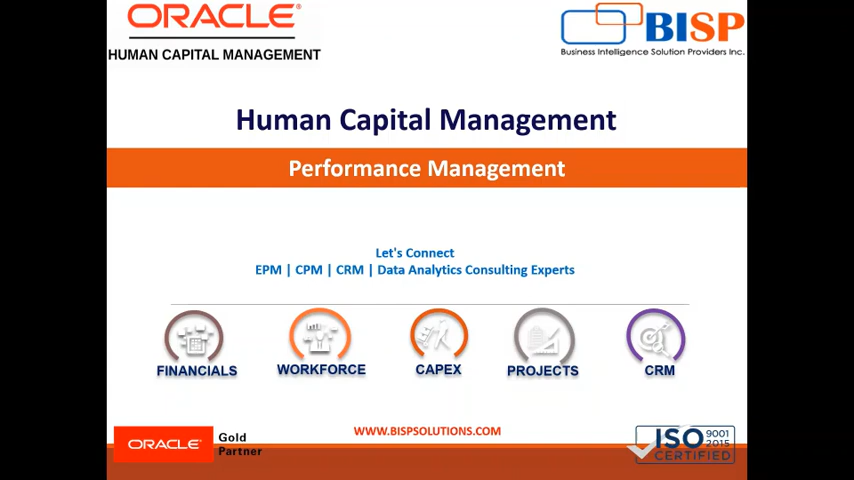 ORACLE
HUMAN CAPITAL MANAGEMENT
BISP
Business Intelligence Solution Providers Inc.
Human Capital Management
Performance Management
Let's Connect
EPM | CPM | CRM | Data Analytics Consulting Experts
FINANCIALS
WORKFORCE
CAPEX
PROJECTS
CRM
WWW.BISPSOLUTIONS.COM
ORACLE
Gold
Partner
ISO 9001
2015
CERTIFIED